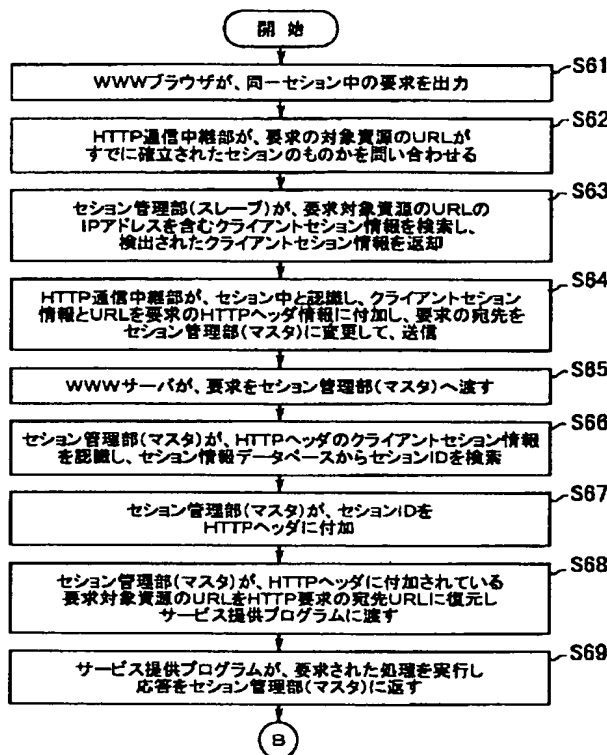 開 始
S61
WWWブラウザが、同一セション中の要求を出力
S62
HTTP通信中継部が、要求の対象資源のURLが
すでに確立されたセションのものかを問い合わせる
S63
セション管理部(スレーブ)が、要求対象資源のURLの
IPアドレスを含むクライアントセション情報を検索し、
検出されたクライアントセション情報を返却
S64
HTTP通信中継部が、セション中と認識し、クライアントセション
情報とURLを要求のHTTPヘッダ情報に付加し、要求の宛先を
セション管理部(マスタ)に変更して、送信
S65
WWWサーバが、要求をセション管理部(マスタ)へ渡す
S66
セション管理部(マスタ)が、HTTPヘッダのクライアントセション情報
を認識し、セション情報データベースからセションIDを検索
S67
セション管理部(マスタ)が、セションIDを
HTTPヘッダに付加
S68
セション管理部(マスタ)が、HTTPヘッダに付加されている
要求対象資源のURLをHTTP要求の宛先URLに復元し
サービス提供プログラムに渡す
S69
サービス提供プログラムが、要求された処理を実行し
応答をセション管理部(マスタ)に返す
B